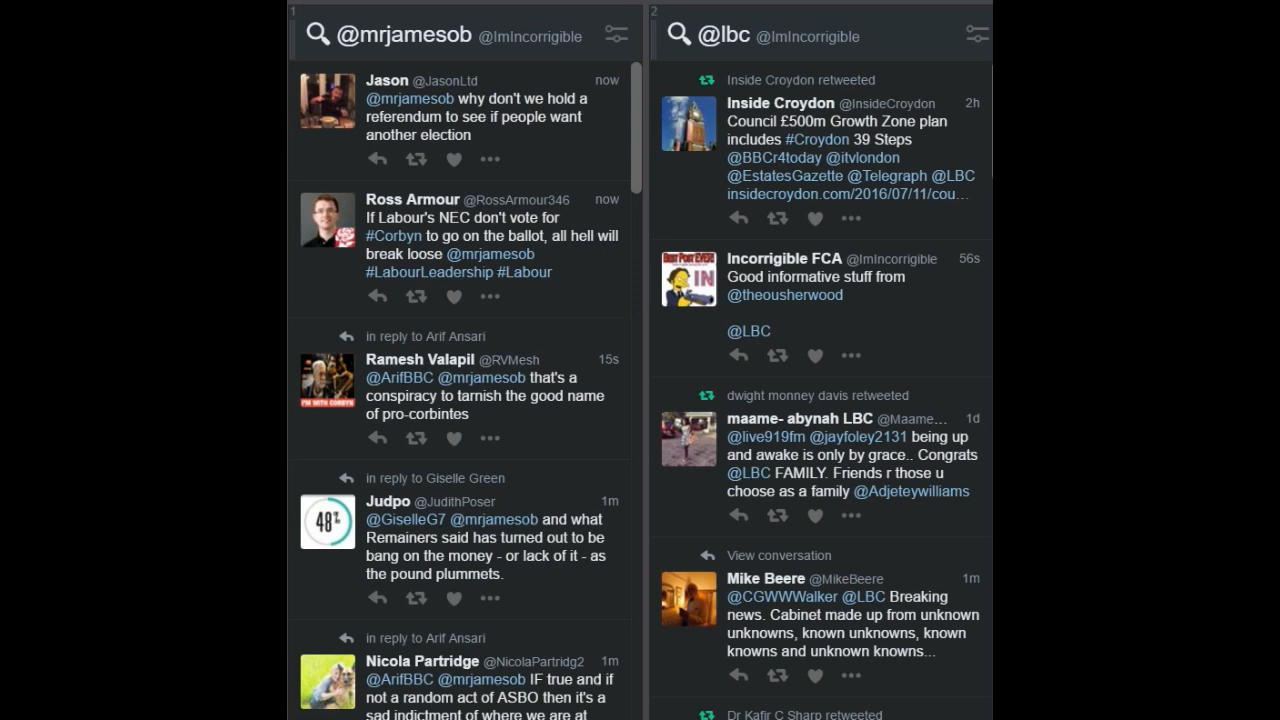 1
@mrjamesob @ImIncorrigible
Jason @JasonLtd now
@mrjamesob why don't we hold a
referendum to see if people want
another election
Ross Armour @RossArmour346 now
If Labour's NEC don't vote for
#Corbyn to go on the ballot, all hell will
break loose @mrjamesob
#LabourLeadership #Labour
in reply to Arif Ansari
Ramesh Valapil @RVMesh 15s
@ArifBBC @mrjamesob that's a
conspiracy to tarnish the good name
of pro-corbintes
I'M WITH CORBYN
in reply to Giselle Green
Judpo @JudithPoser 1m
48%
@GiselleG7 @mrjamesob and what
Remainers said has turned out to be
bang on the money - or lack of it - as
the pound plummets.
in reply to Arif Ansari
Nicola Partridge @NicolaPartridg2 1m
@ArifBBC @mrjamesob IF true and if
not a random act of ASBO then it's a
sad indictment of where we are at
2
@lbc @ImIncorrigible
Inside Croydon retweeted
Inside Croydon @InsideCroydon 2h
Council £500m Growth Zone plan
includes #Croydon 39 Steps
@BBCr4today @itvlondon
@EstatesGazette @Telegraph @LBC
insidecroydon.com/2016/07/11/cou…
BEST POST EVER!
IN
Incorrigible FCA @ImIncorrigible 56s
Good informative stuff from
@theousherwood
@LBC
dwight monney davis retweeted
maame- abynah LBC @Maame… 1d
@live919fm @jayfoley2131 being up
and awake is only by grace.. Congrats
@LBC FAMILY. Friends r those u
choose as a family @Adjeteywilliams
View conversation
Mike Beere @MikeBeere 1m
@CGWWalker @LBC Breaking
news. Cabinet made up from unknown
unknowns, known unknowns, known
knowns and unknown knowns...
Dr Kafir C Sharp retweeted